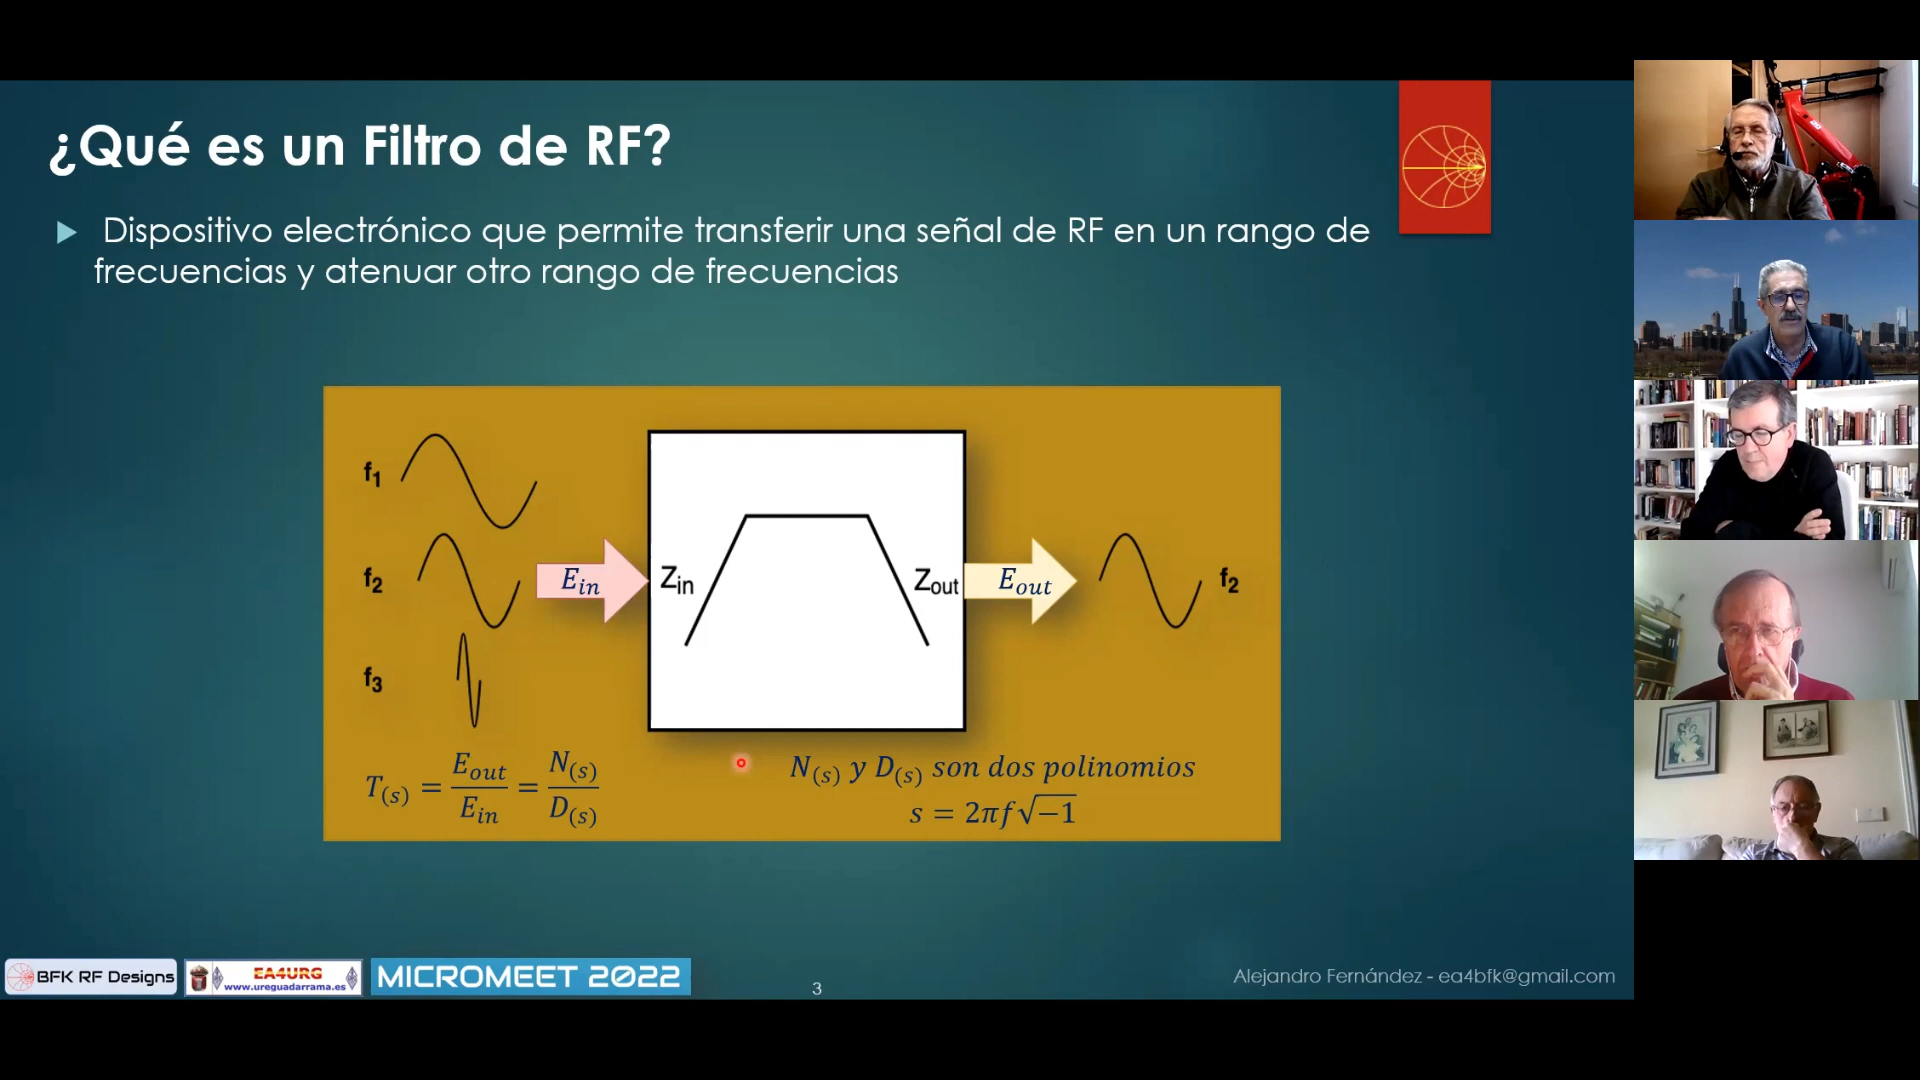 ¿Qué es un Filtro de RF?
Dispositivo electrónico que permite transferir una señal de RF en un rango de
frecuencias y atenuar otro rango de frecuencias
f₁
f₂
f₃
E_in
Z_in
Z_out
E_out
f₂
T_(s) = E_out / E_in = N_(s) / D_(s)
N_(s) y D_(s) son dos polinomios
s = 2πf√−1
BFK RF Designs
EA4URG
www.ureguadarrama.es
MICROMEET 2022
3
Alejandro Fernández - ea4bfk@gmail.com